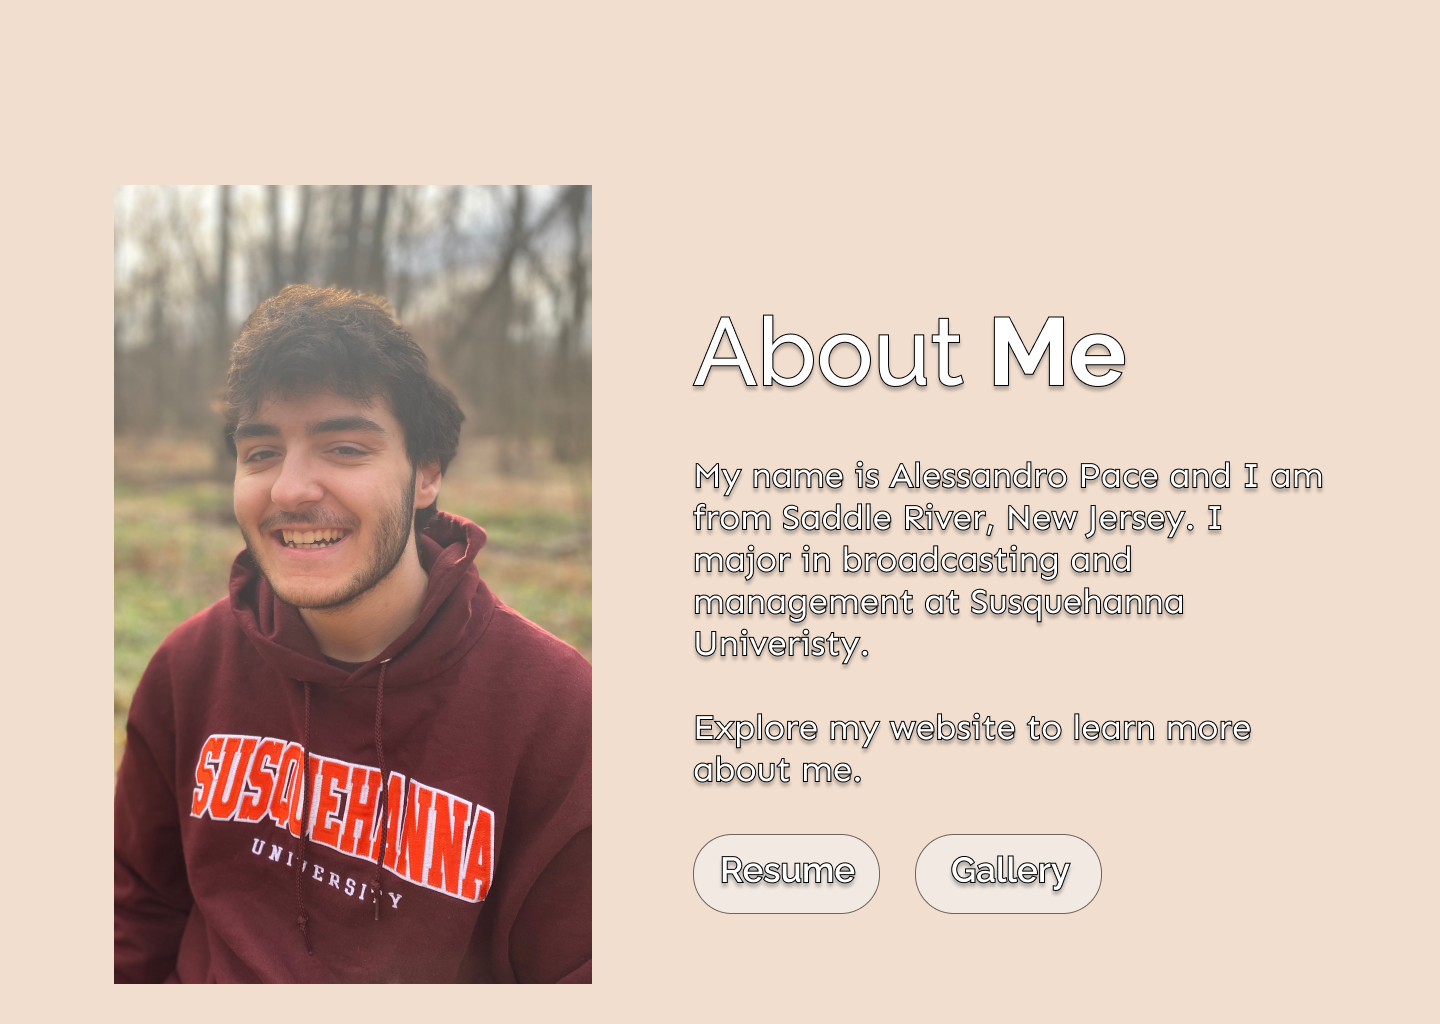 About Me
My name is Alessandro Pace and I am
from Saddle River, New Jersey. I
major in broadcasting and
management at Susquehanna
Univeristy.
Explore my website to learn more
about me.
Resume Gallery
SUSQUEHANNA
UNIVERSITY